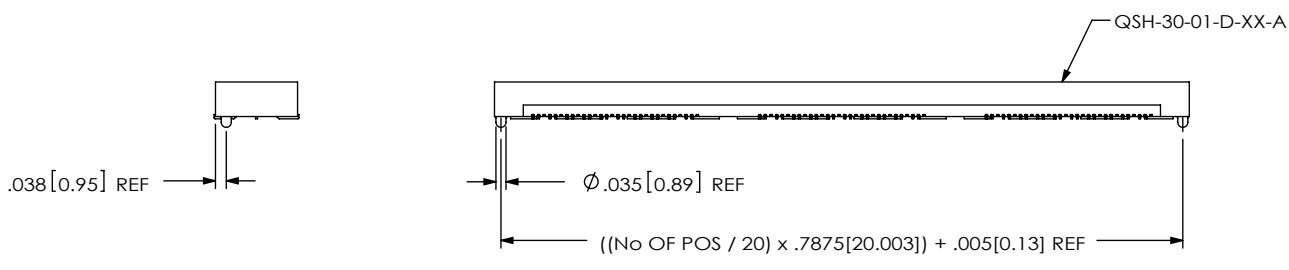 QSH-30-01-D-XX-A
.038[0.95] REF
Ø.035[0.89] REF
((No OF POS / 20) x .7875[20.003]) + .005[0.13] REF